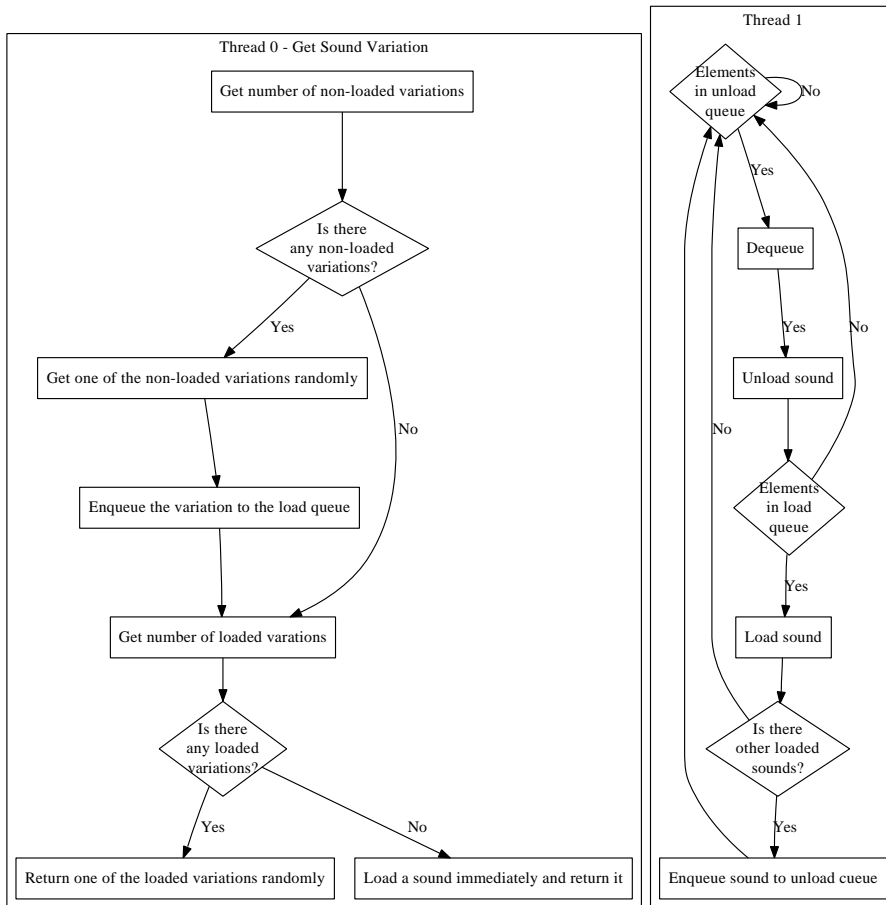 Thread 0 - Get Sound Variation
Get number of non-loaded variations
Is there
any non-loaded
variations?
Yes
Get one of the non-loaded variations randomly
No
Enqueue the variation to the load queue
Get number of loaded varations
Is there
any loaded
variations?
Yes
No
Return one of the loaded variations randomly
Load a sound immediately and return it
Thread 1
Elements
in unload
queue
No
Yes
Dequeue
Yes
No
Unload sound
No
Elements
in load
queue
Yes
Load sound
Is there
other loaded
sounds?
Yes
Enqueue sound to unload cueue